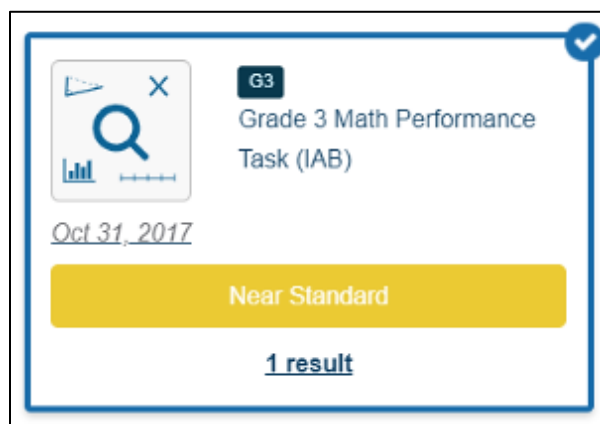 G3
Grade 3 Math Performance
Task (IAB)
Oct 31, 2017
Near Standard
1 result